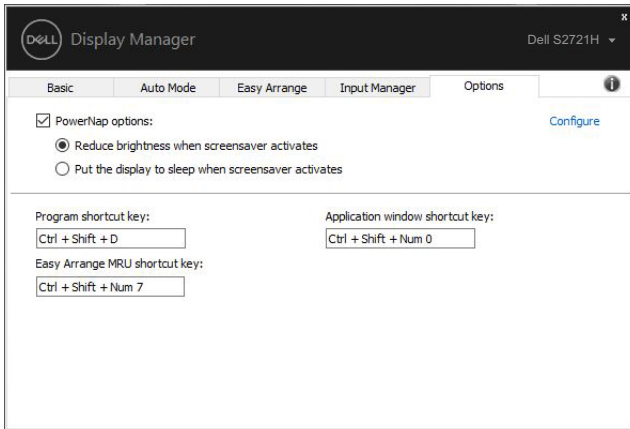 x
DELL Display Manager
Dell S2721H
Basic Auto Mode Easy Arrange Input Manager Options i
PowerNap options:
Configure
Reduce brightness when screensaver activates
Put the display to sleep when screensaver activates
Program shortcut key:
Application window shortcut key:
Ctrl + Shift + D
Ctrl + Shift + Num 0
Easy Arrange MRU shortcut key:
Ctrl + Shift + Num 7